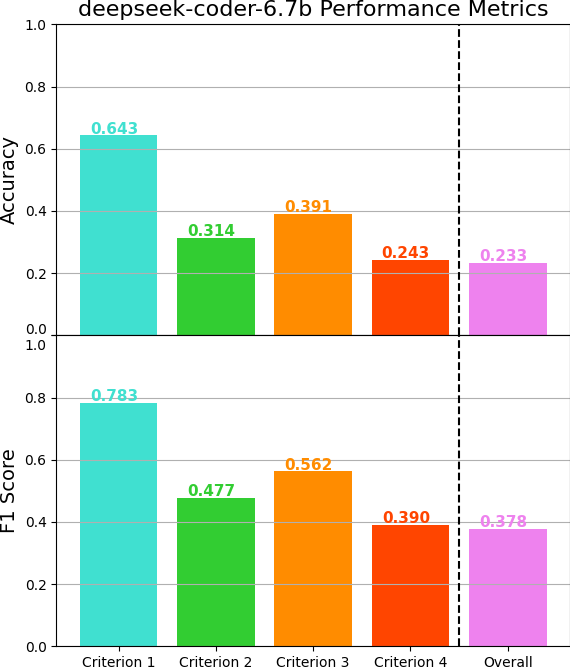 deepseek-coder-6.7b Performance Metrics
Accuracy
1.0
0.8
0.6
0.4
0.2
0.0
0.643
0.314
0.391
0.243
0.233
F1 Score
1.0
0.8
0.6
0.4
0.2
0.0
0.783
0.477
0.562
0.390
0.378
Criterion 1
Criterion 2
Criterion 3
Criterion 4
Overall